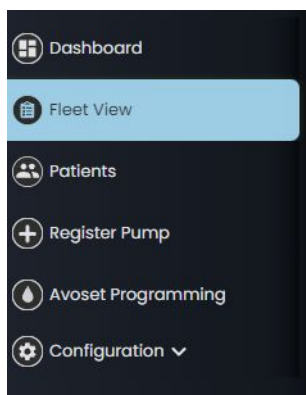 Dashboard
Fleet View
Patients
Register Pump
Avoset Programming
Configuration